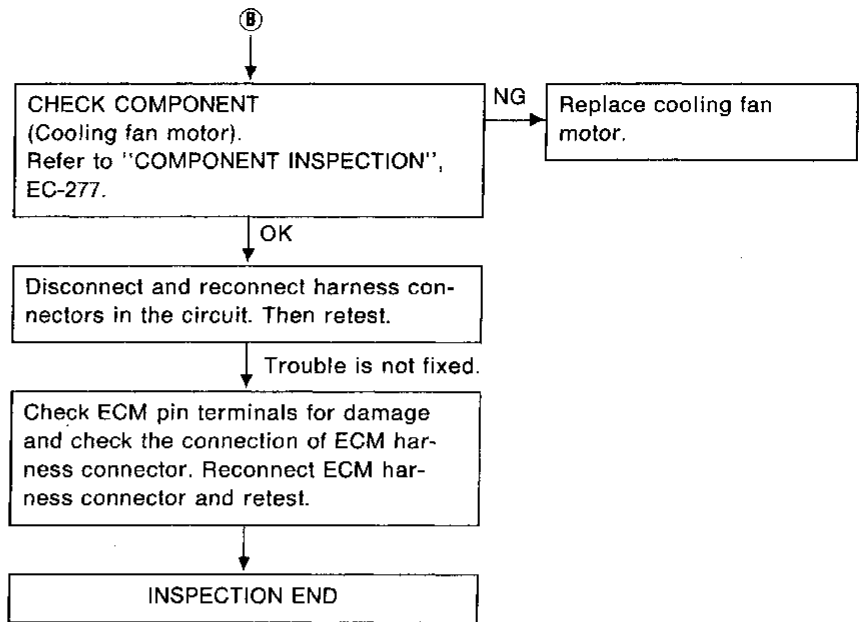 Ⓑ
CHECK COMPONENT
(Cooling fan motor).
Refer to "COMPONENT INSPECTION",
EC-277.
NG
Replace cooling fan
motor.
OK
Disconnect and reconnect harness con-
nectors in the circuit. Then retest.
Trouble is not fixed.
Check ECM pin terminals for damage
and check the connection of ECM har-
ness connector. Reconnect ECM har-
ness connector and retest.
INSPECTION END